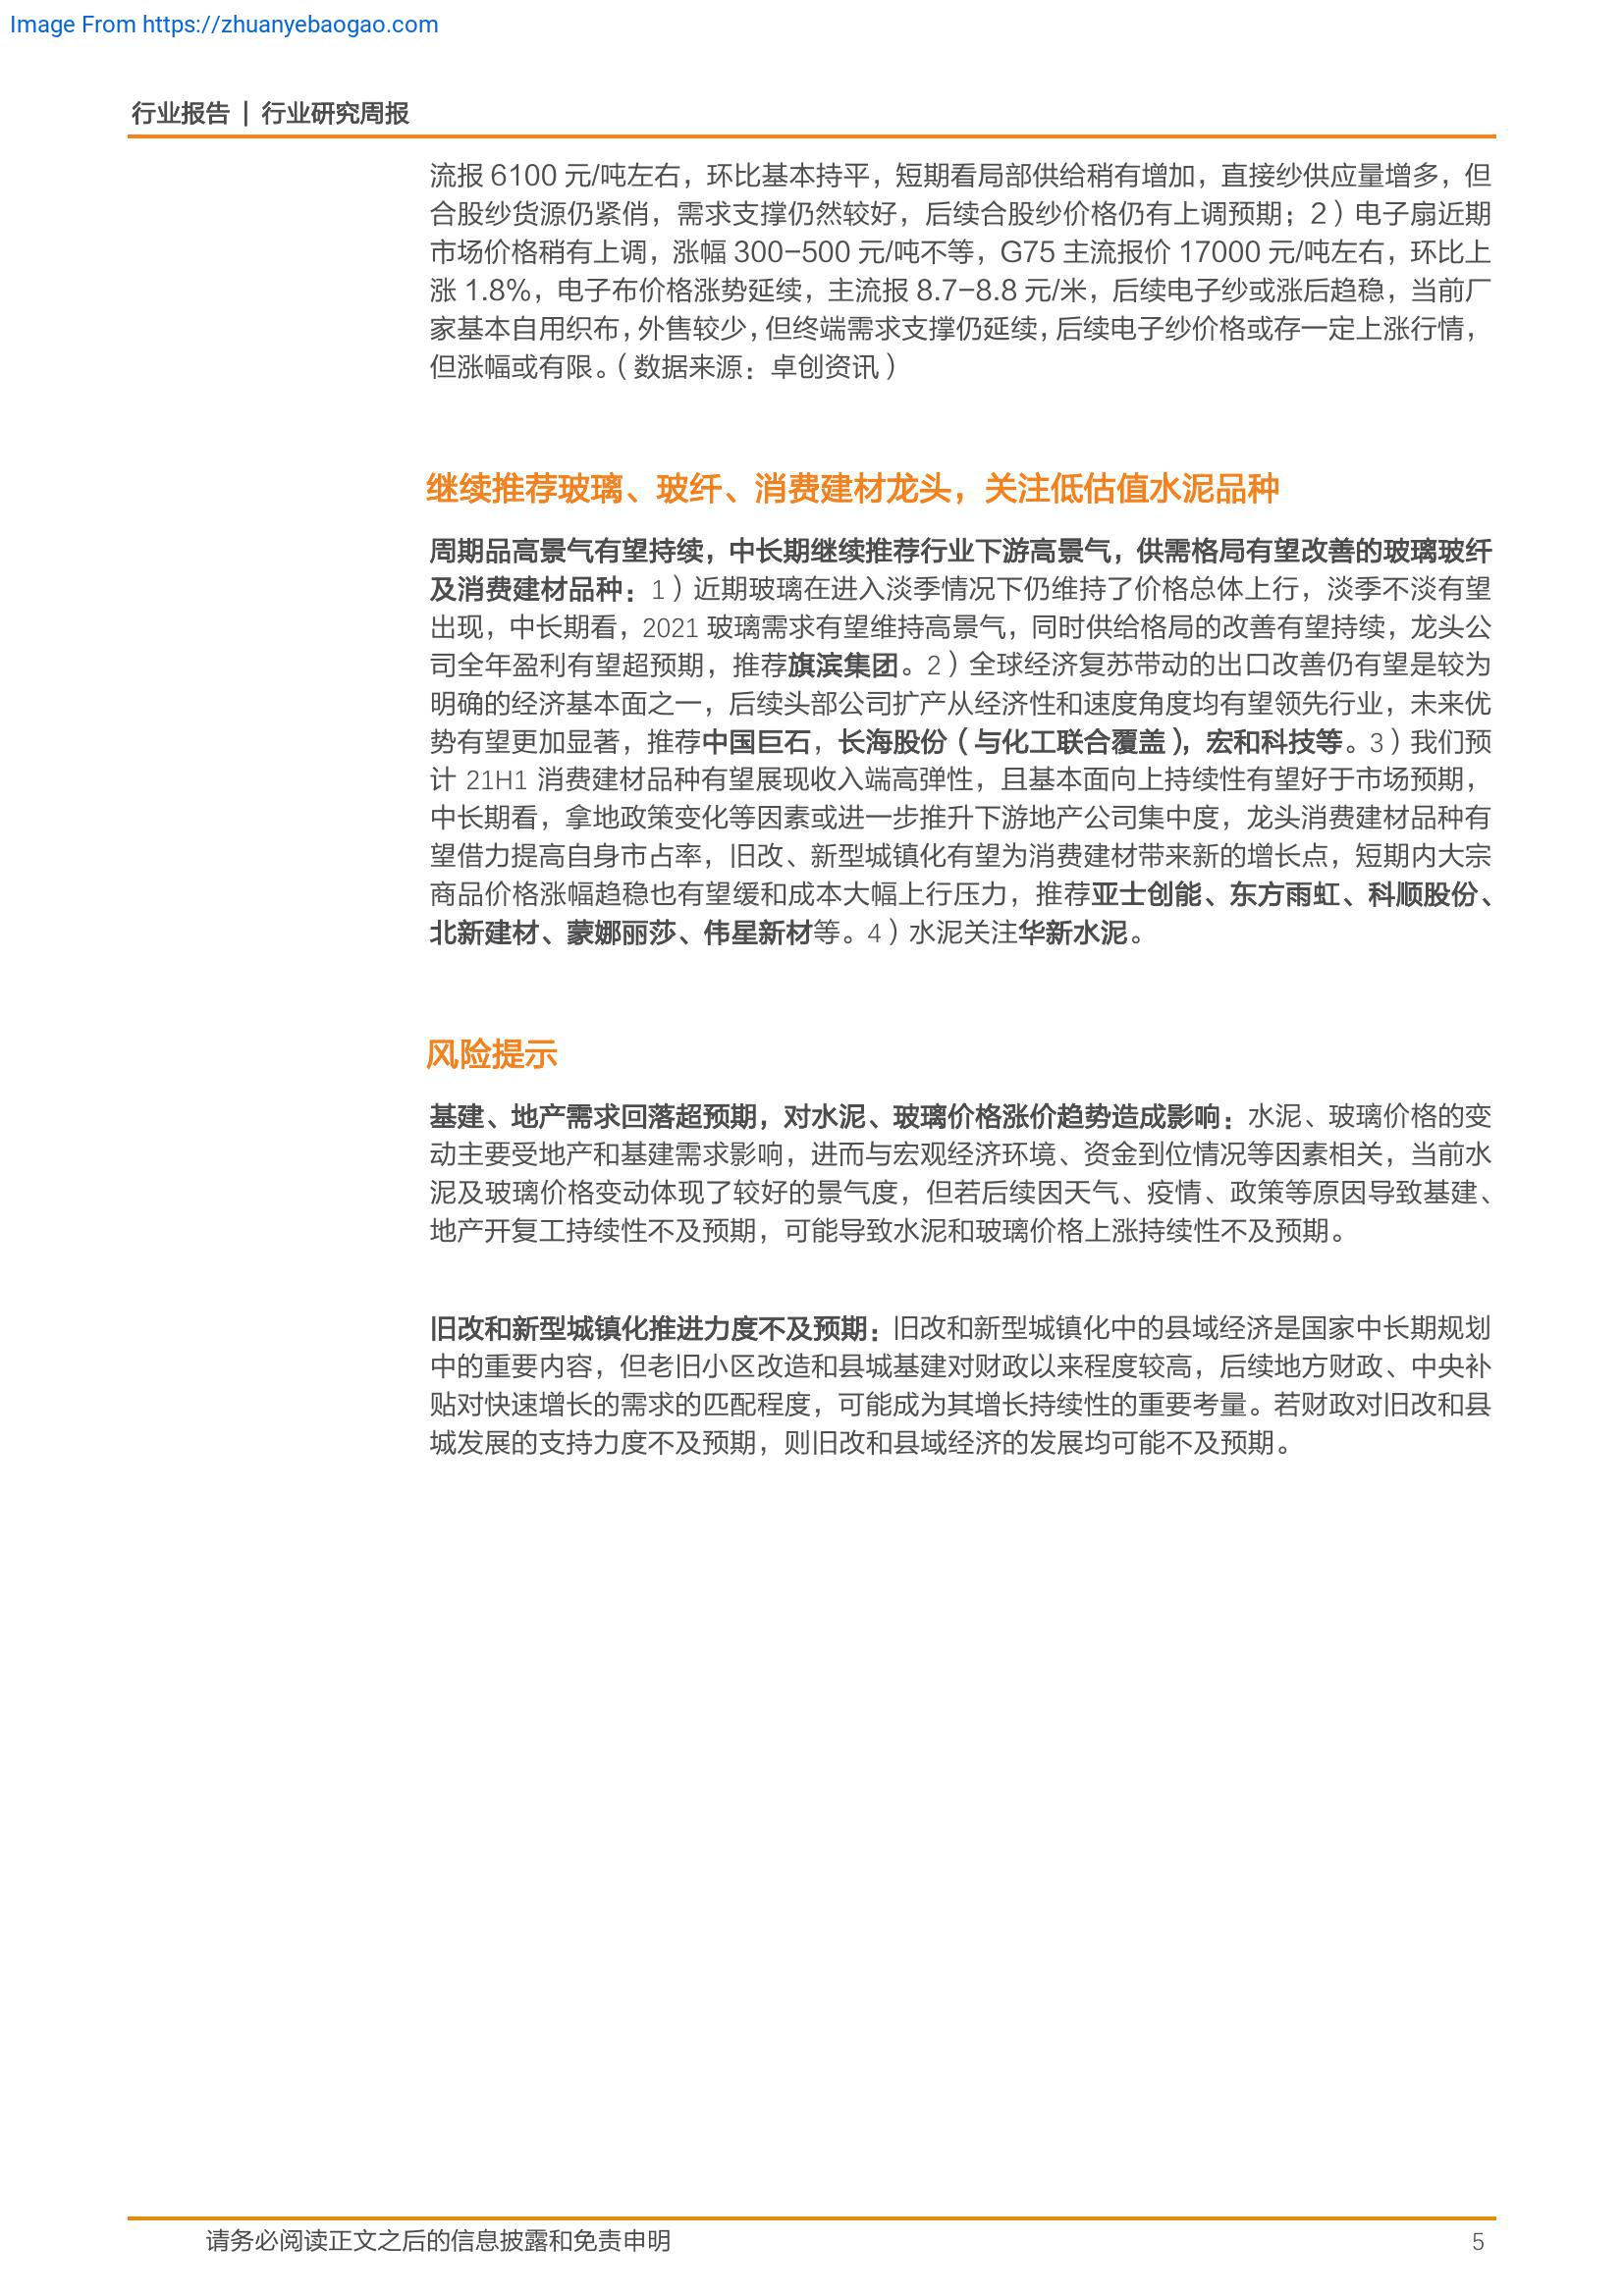 Image From https://zhuanyebaogao.com
行业报告 | 行业研究周报
流报 6100 元/吨左右，环比基本持平，短期看局部供给稍有增加，直接纱供应量增多，但
合股纱货源仍紧俏，需求支撑仍然较好，后续合股纱价格仍有上调预期；2）电子扇近期
市场价格稍有上调，涨幅 300-500 元/吨不等，G75 主流报价 17000 元/吨左右，环比上
涨 1.8%，电子布价格涨势延续，主流报 8.7-8.8 元/米，后续电子纱或涨后趋稳，当前厂
家基本自用织布，外售较少，但终端需求支撑仍延续，后续电子纱价格或存一定上涨行情，
但涨幅或有限。（数据来源：卓创资讯）
继续推荐玻璃、玻纤、消费建材龙头，关注低估值水泥品种
周期品高景气有望持续，中长期继续推荐行业下游高景气，供需格局有望改善的玻璃玻纤
及消费建材品种：1）近期玻璃在进入淡季情况下仍维持了价格总体上行，淡季不淡有望
出现，中长期看，2021 玻璃需求有望维持高景气，同时供给格局的改善有望持续，龙头公
司全年盈利有望超预期，推荐旗滨集团。2）全球经济复苏带动的出口改善仍有望是较为
明确的经济基本面之一，后续头部公司扩产从经济性和速度角度均有望领先行业，未来优
势有望更加显著，推荐中国巨石，长海股份（与化工联合覆盖），宏和科技等。3）我们预
计 21H1 消费建材品种有望展现收入端高弹性，且基本面向上持续性有望好于市场预期，
中长期看，拿地政策变化等因素或进一步推升下游地产公司集中度，龙头消费建材品种有
望借力提高自身市占率，旧改、新型城镇化有望为消费建材带来新的增长点，短期内大宗
商品价格涨幅趋稳也有望缓和成本大幅上行压力，推荐亚士创能、东方雨虹、科顺股份、
北新建材、蒙娜丽莎、伟星新材等。4）水泥关注华新水泥。
风险提示
基建、地产需求回落超预期，对水泥、玻璃价格涨价趋势造成影响：水泥、玻璃价格的变
动主要受地产和基建需求影响，进而与宏观经济环境、资金到位情况等因素相关，当前水
泥及玻璃价格变动体现了较好的景气度，但若后续因天气、疫情、政策等原因导致基建、
地产开复工持续性不及预期，可能导致水泥和玻璃价格上涨持续性不及预期。
旧改和新型城镇化推进力度不及预期：旧改和新型城镇化中的县域经济是国家中长期规划
中的重要内容，但老旧小区改造和县城基建对财政以来程度较高，后续地方财政、中央补
贴对快速增长的需求的匹配程度，可能成为其增长持续性的重要考量。若财政对旧改和县
城发展的支持力度不及预期，则旧改和县域经济的发展均可能不及预期。
请务必阅读正文之后的信息披露和免责申明
5